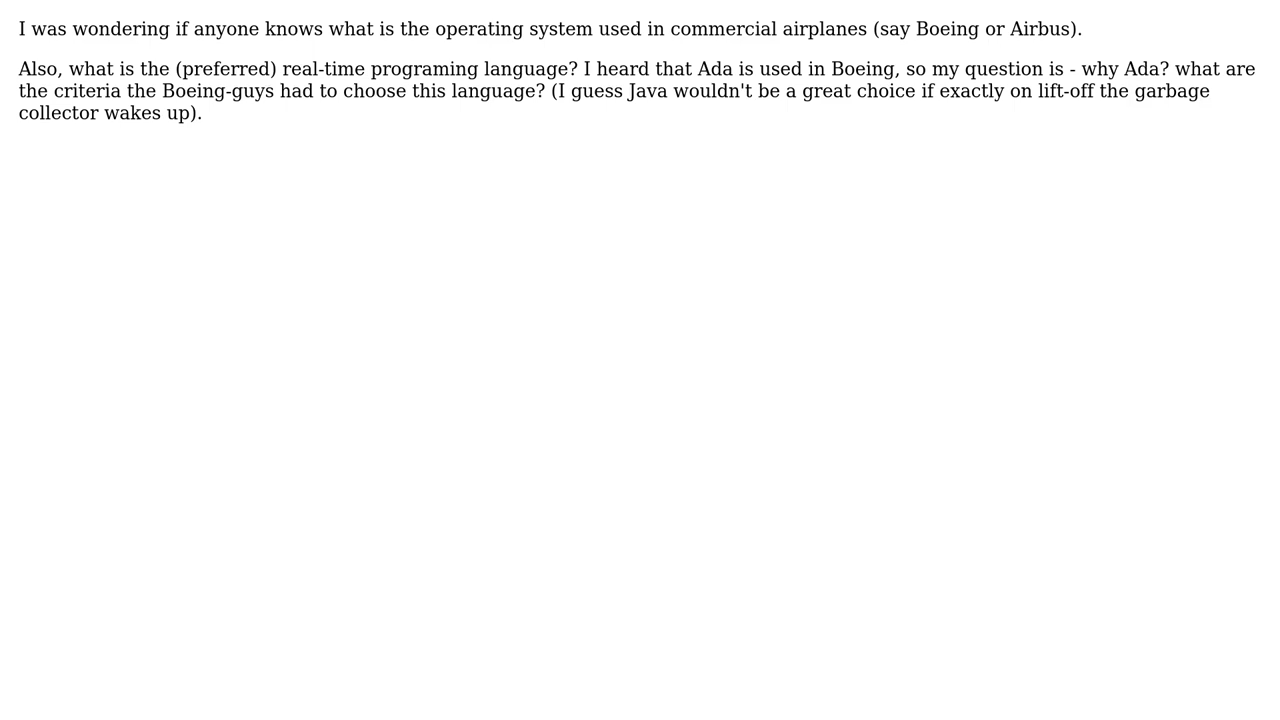 I was wondering if anyone knows what is the operating system used in commercial airplanes (say Boeing or Airbus).
Also, what is the (preferred) real-time programing language? I heard that Ada is used in Boeing, so my question is - why Ada? what are
the criteria the Boeing-guys had to choose this language? (I guess Java wouldn't be a great choice if exactly on lift-off the garbage
collector wakes up).